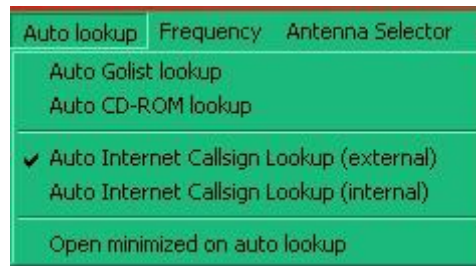 Auto lookup Frequency Antenna Selector
Auto Golist lookup
Auto CD-ROM lookup
Auto Internet Callsign Lookup (external)
Auto Internet Callsign Lookup (internal)
Open minimized on auto lookup